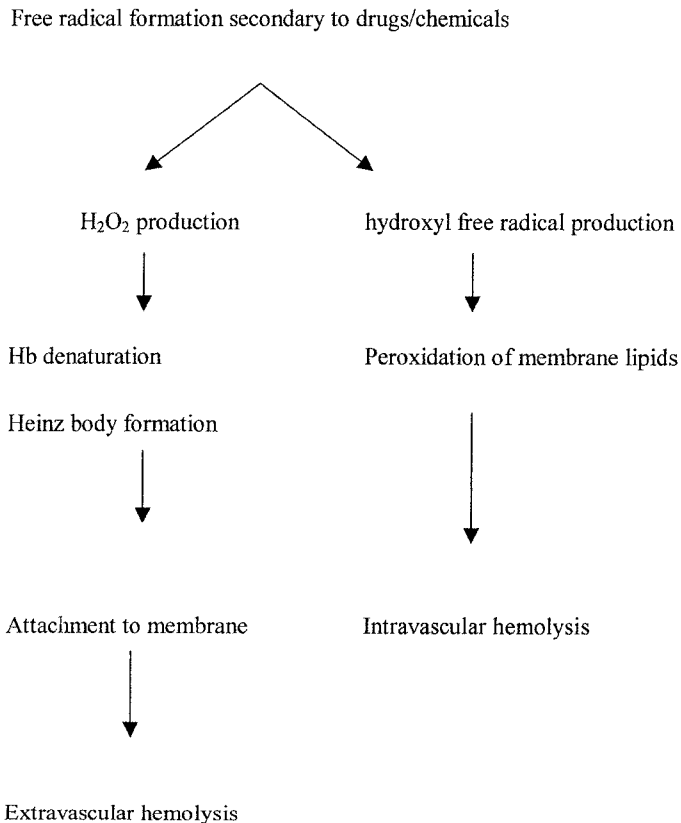 Free radical formation secondary to drugs/chemicals
H₂O₂ production
hydroxyl free radical production
Hb denaturation
Peroxidation of membrane lipids
Heinz body formation
Attachment to membrane
Intravascular hemolysis
Extravascular hemolysis